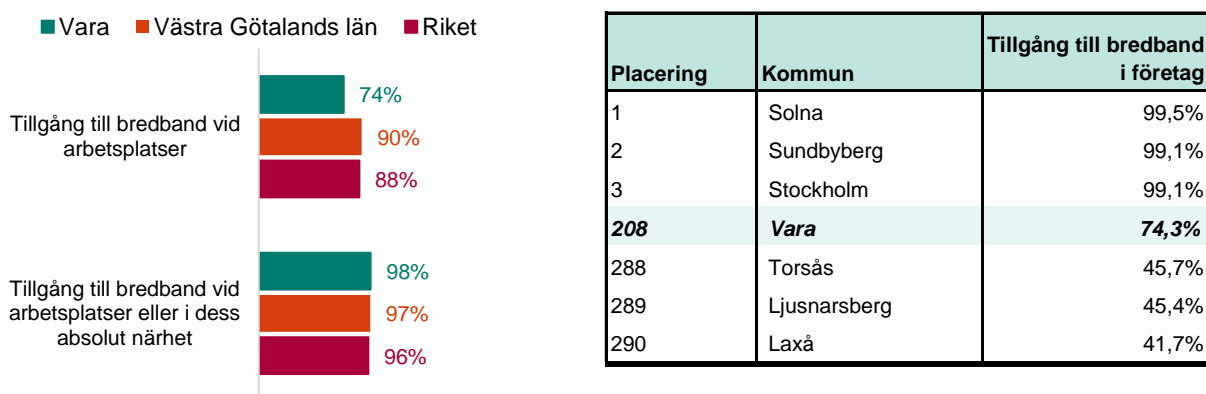 Vara Västra Götalands län Riket
Tillgång till bredband vid
arbetsplatser
74%
90%
88%
Tillgång till bredband vid
arbetsplatser eller i dess
absolut närhet
98%
97%
96%
Placering Kommun Tillgång till bredband
i företag
1 Solna 99,5%
2 Sundbyberg 99,1%
3 Stockholm 99,1%
208 Vara 74,3%
288 Torsås 45,7%
289 Ljusnarsberg 45,4%
290 Laxå 41,7%